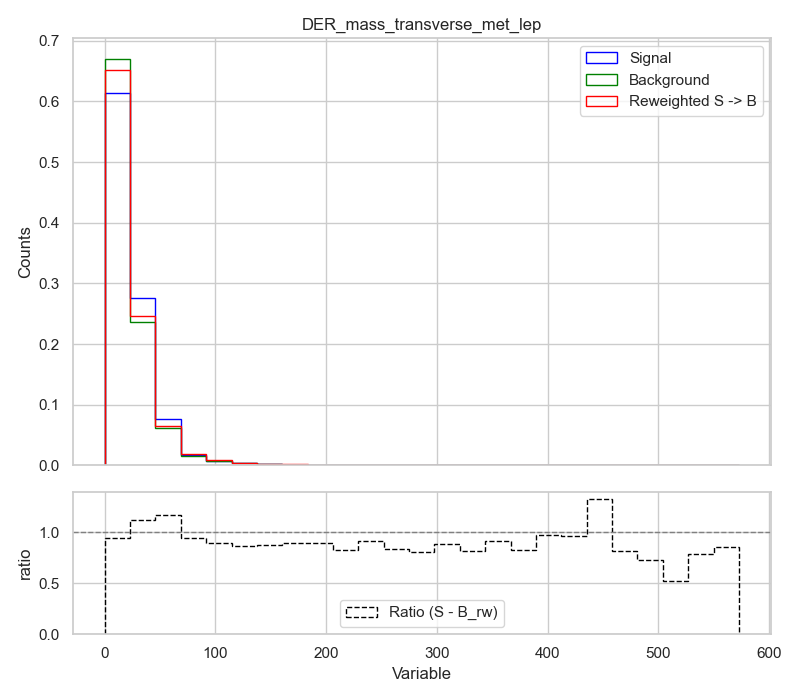 DER_mass_transverse_met_lep
0.7
0.6
0.5
0.4
0.3
0.2
0.1
0.0
Counts
Signal
Background
Reweighted S -> B
1.0
0.5
0.0
ratio
Ratio (S - B_rw)
0 100 200 300 400 500 600
Variable